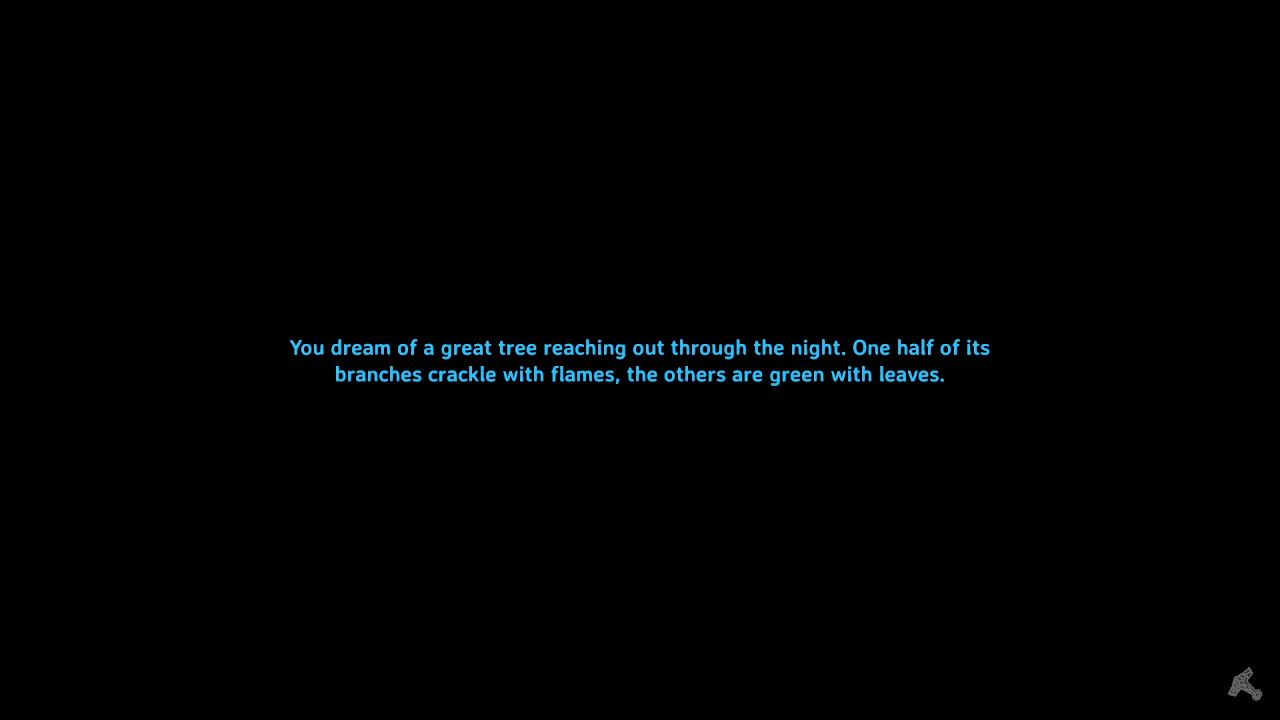 You dream of a great tree reaching out through the night. One half of its
branches crackle with flames, the others are green with leaves.